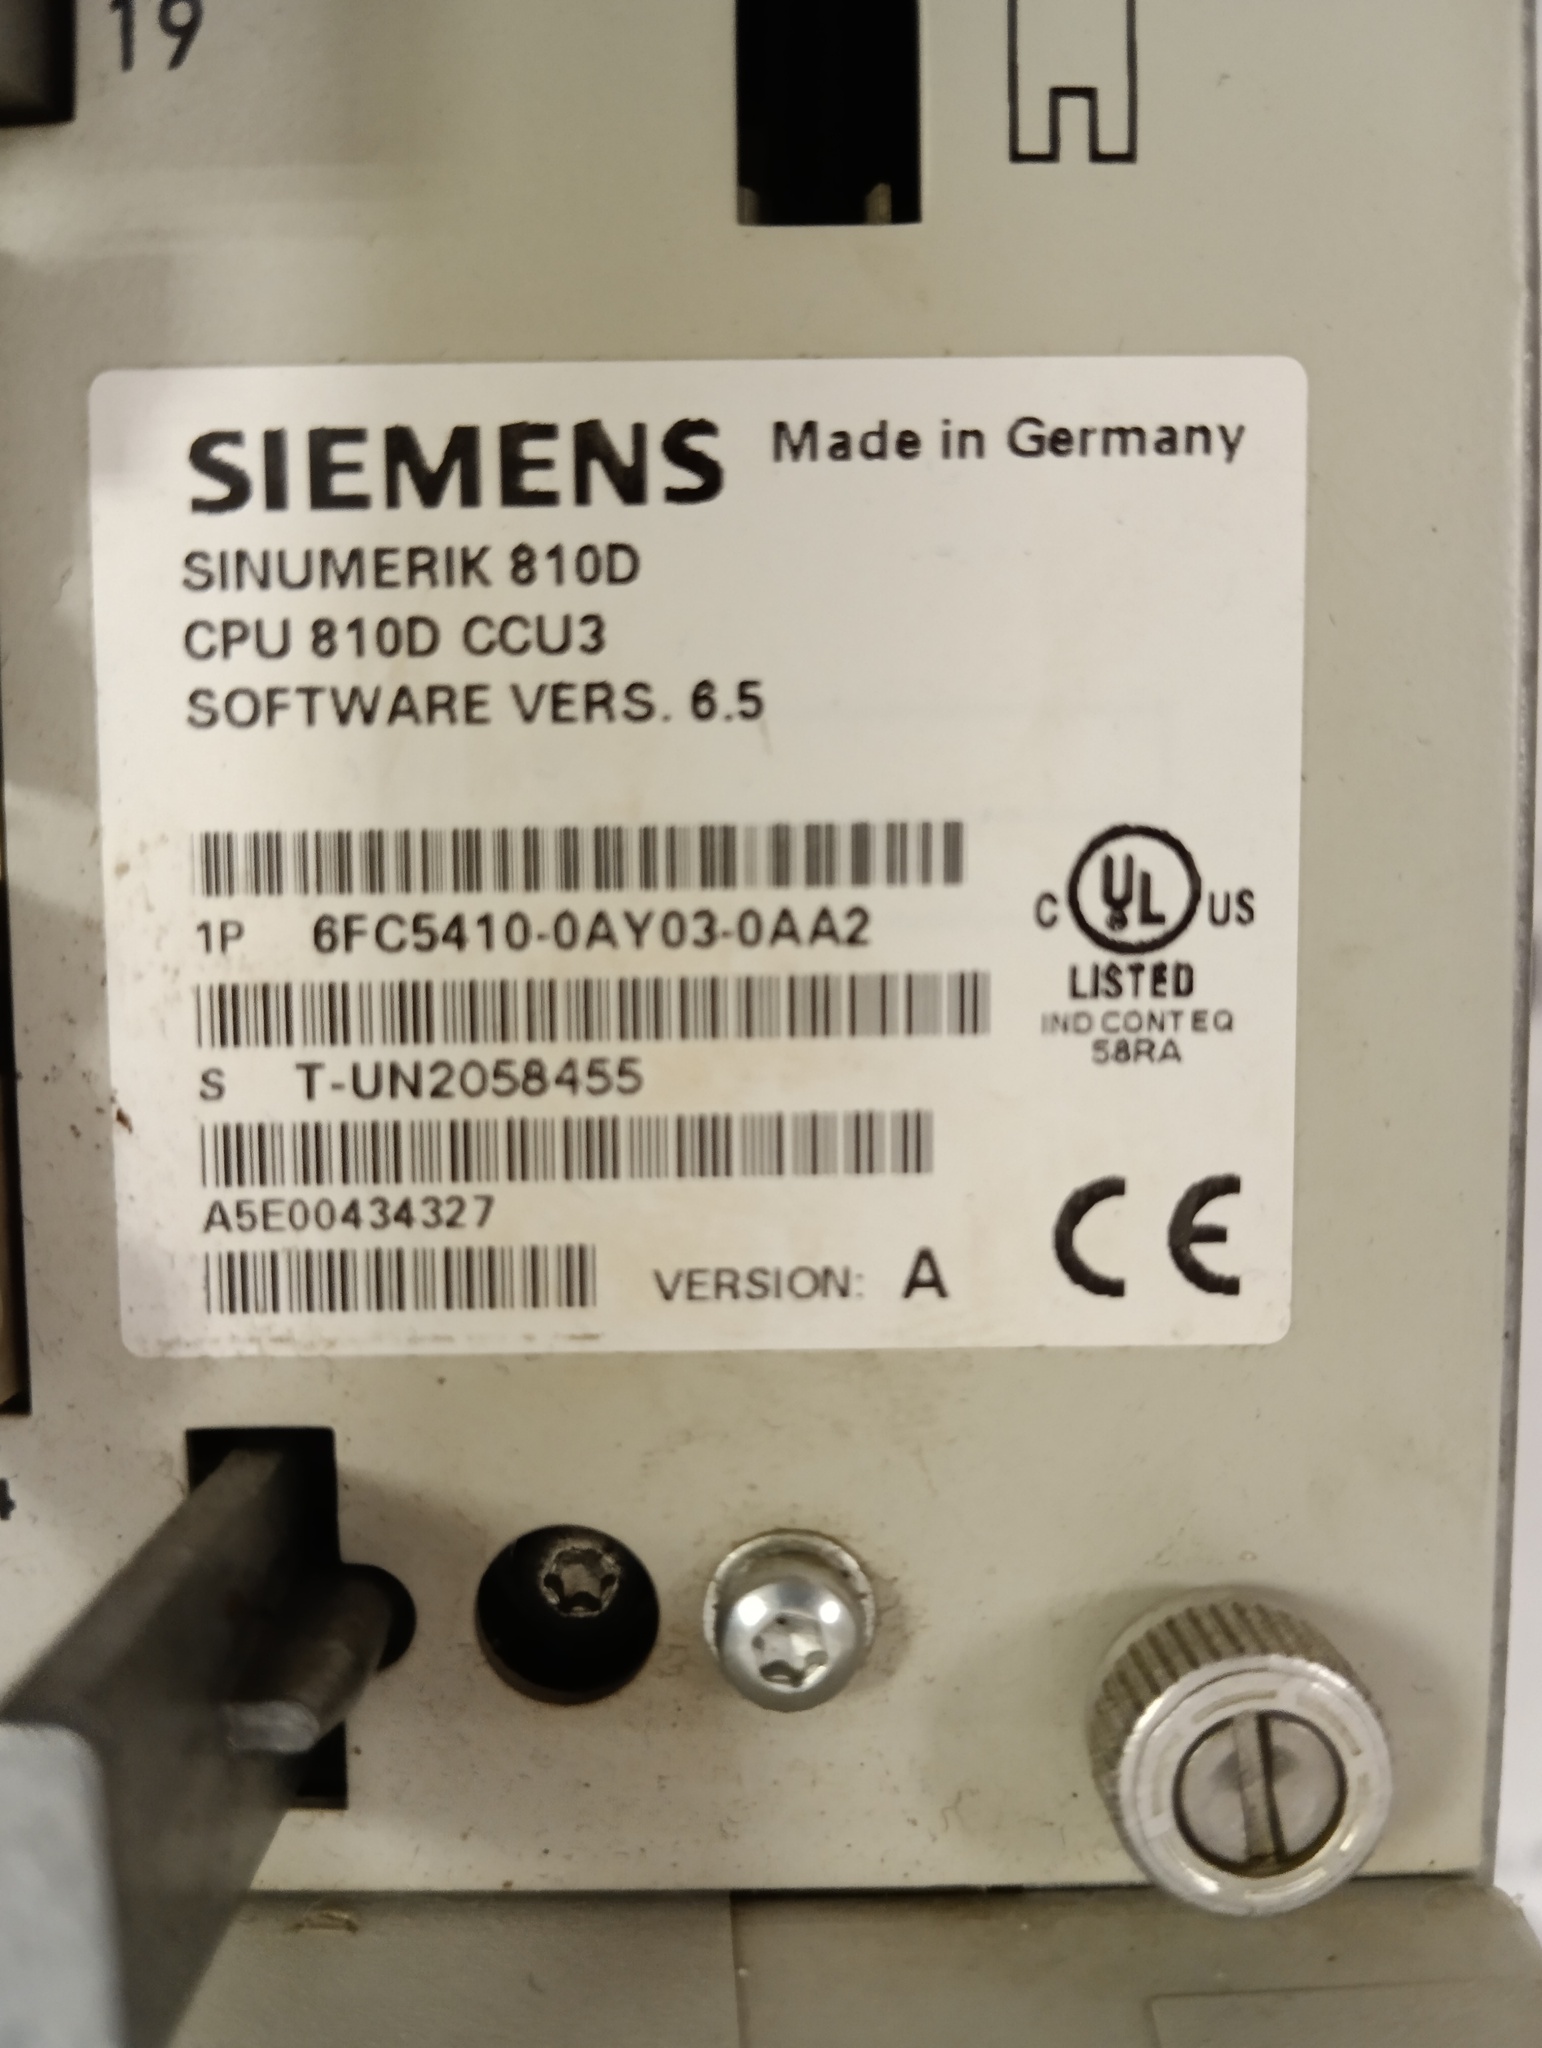 19
SIEMENS Made in Germany
SINUMERIK 810D
CPU 810D CCU3
SOFTWARE VERS. 6.5
1P 6FC5410-0AY03-0AA2
C UL US
LISTED
IND CONT EQ
58RA
S T-UN2058455
A5E00434327
VERSION: A
CE
4